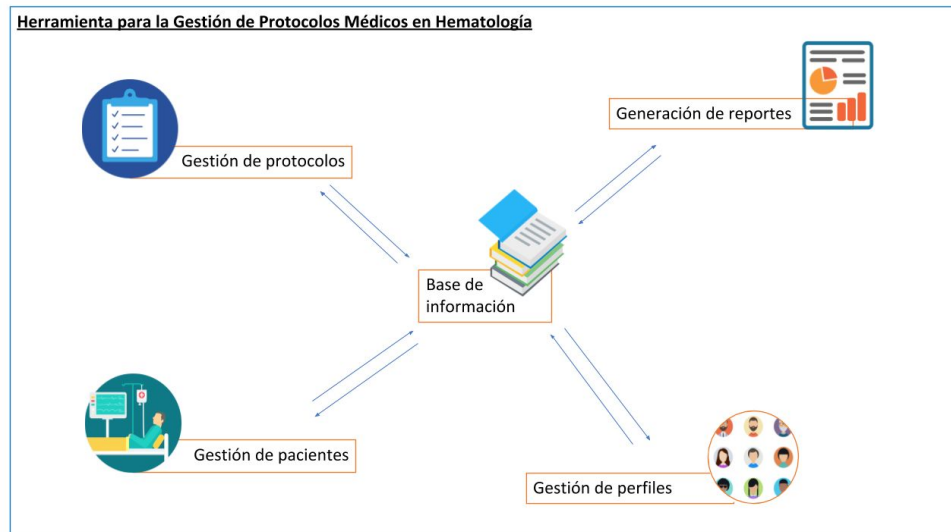 Herramienta para la Gestión de Protocolos Médicos en Hematología
Generación de reportes
Gestión de protocolos
Base de
información
Gestión de pacientes
Gestión de perfiles